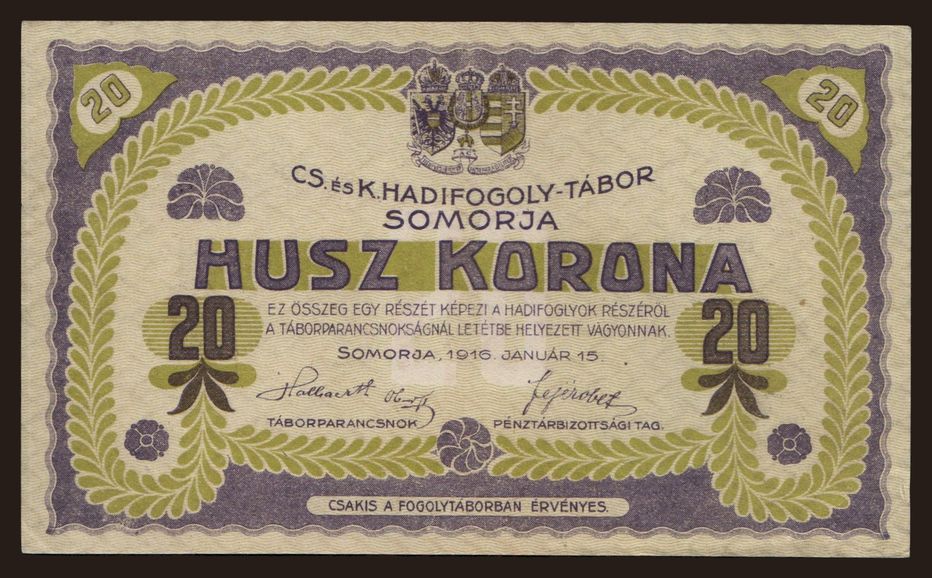 20 20
CS. és K. HADIFOGOLY-TÁBOR
SOMORJA
HUSZ KORONA
20 20
EZ ÖSSZEG EGY RÉSZÉT KÉPEZI A HADIFOGLYOK RÉSZÉRŐL
A TÁBORPARANCSNOKSÁGNÁL LETÉTBE HELYEZETT VAGYONNAK.
SOMORJA, 1916. JANUÁR 15.
TÁBORPARANCSNOK PÉNZTÁRBIZOTTSÁGI TAG.
CSAKIS A FOGOLYTÁBORBAN ÉRVÉNYES.